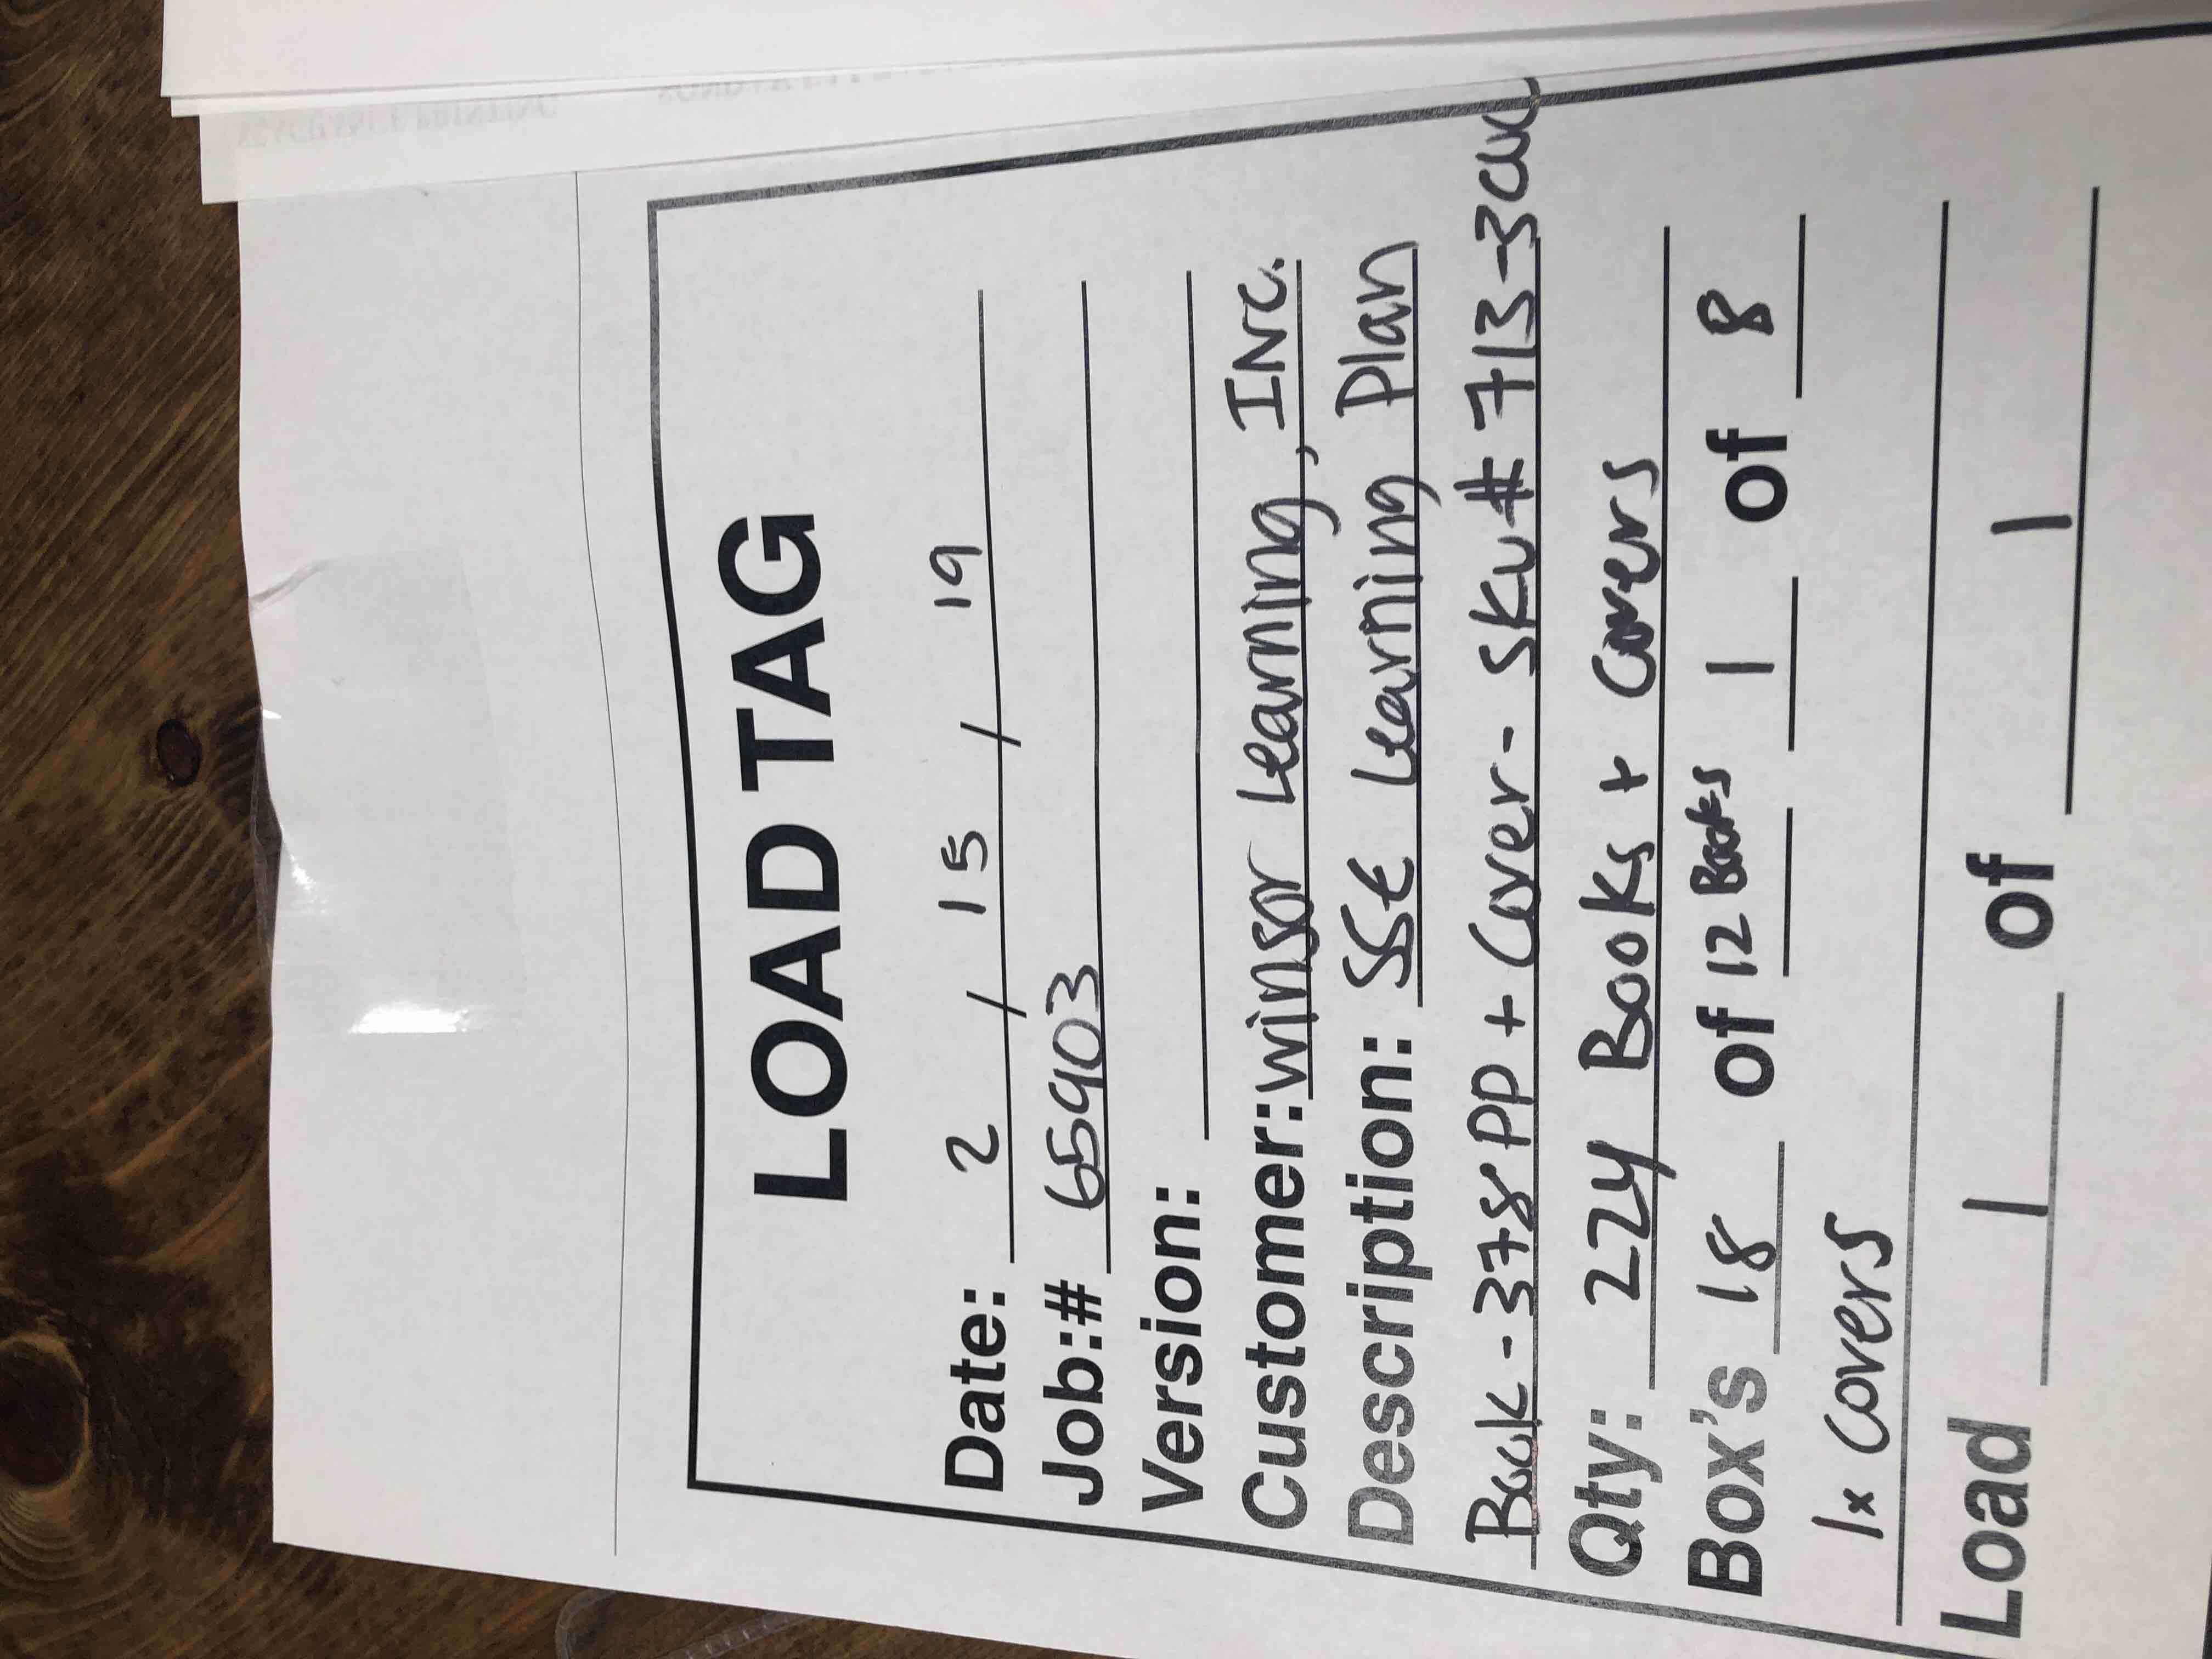 LOAD TAG
Date: 2 / 15 / 19
Job:# 65903
Version:
Customer: Winsor Learning, INC.
Description: SSE Learning Plan
Book - 378 PP + Cover - SKU# 713-3
Qty: 224 Books + Covers
Box's 18 of 12 Books 1 of 8
1x Covers
Load 1 of 1